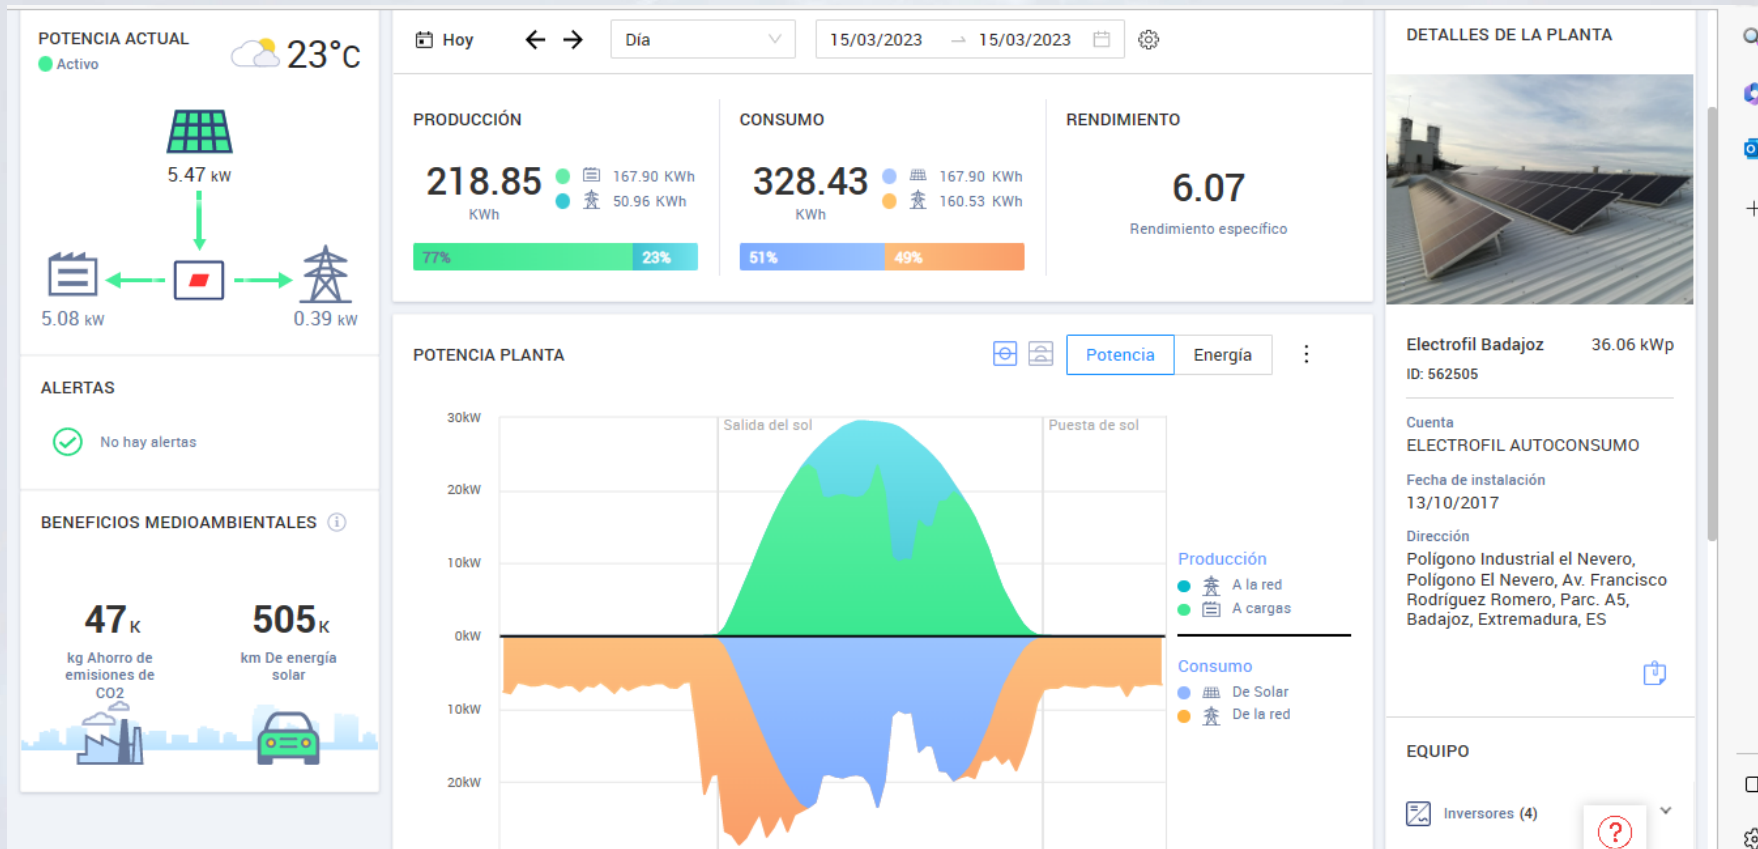 POTENCIA ACTUAL
Activo
23°C
5.47 kW
5.08 kW
0.39 kW
ALERTAS
No hay alertas
BENEFICIOS MEDIOAMBIENTALES
47 K
kg Ahorro de
emisiones de
CO2
505 K
km De energía
solar
Hoy
Día
15/03/2023 → 15/03/2023
PRODUCCIÓN
218.85
KWh
167.90 KWh
50.96 KWh
77%
23%
CONSUMO
328.43
KWh
167.90 KWh
160.53 KWh
51%
49%
RENDIMIENTO
6.07
Rendimiento específico
POTENCIA PLANTA
Potencia
Energía
30kW
20kW
10kW
0kW
10kW
20kW
Salida del sol
Puesta de sol
Producción
A la red
A cargas
Consumo
De Solar
De la red
DETALLES DE LA PLANTA
Electrofil Badajoz 36.06 kWp
ID: 562505
Cuenta
ELECTROFIL AUTOCONSUMO
Fecha de instalación
13/10/2017
Dirección
Polígono Industrial el Nevero,
Polígono El Nevero, Av. Francisco
Rodríguez Romero, Parc. A5,
Badajoz, Extremadura, ES
EQUIPO
Inversores (4)
?